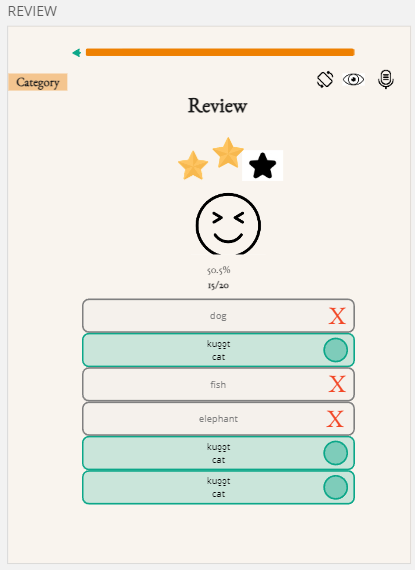 REVIEW
Category
Review
50.5%
15/20
dog
X
kuggt
cat
fish
X
elephant
X
kuggt
cat
kuggt
cat